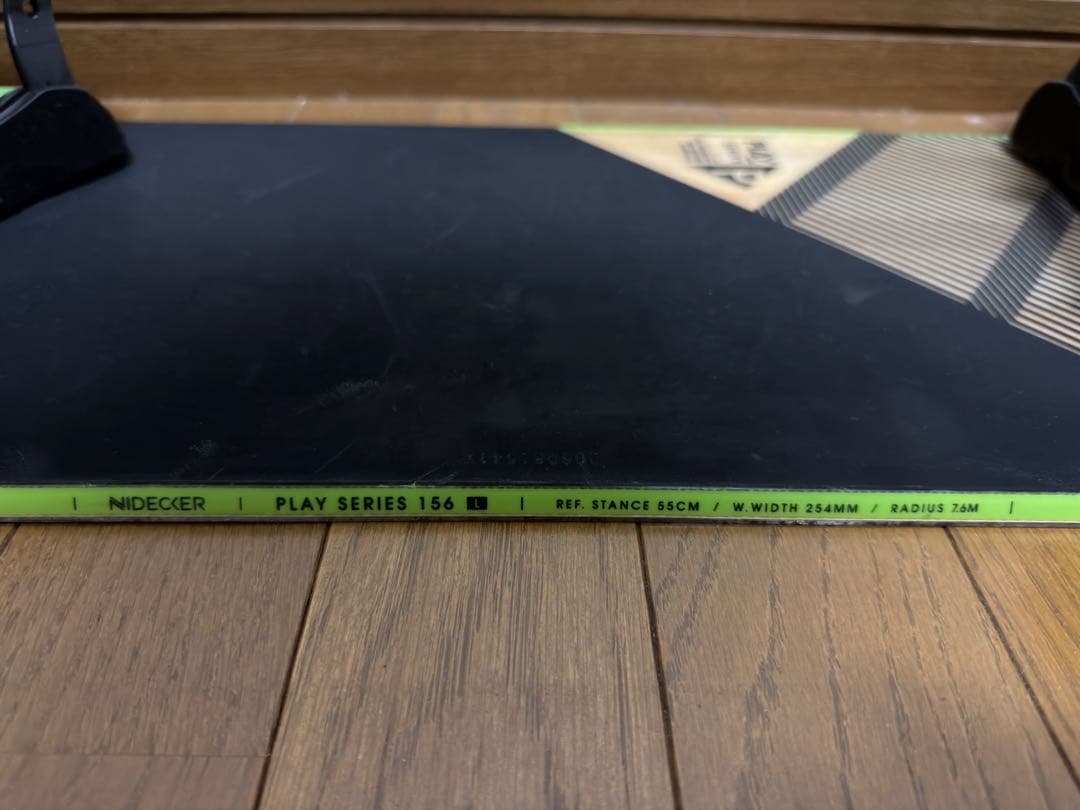 NIDECKER | PLAY SERIES 156 L | REF. STANCE 55CM / W.WIDTH 254MM / RADIUS 7.6M